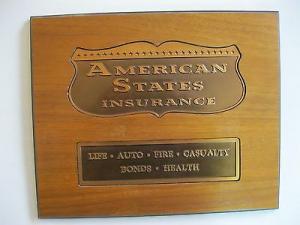 AMERICAN
STATES
INSURANCE
LIFE • AUTO • FIRE • CASUALTY
BONDS • HEALTH